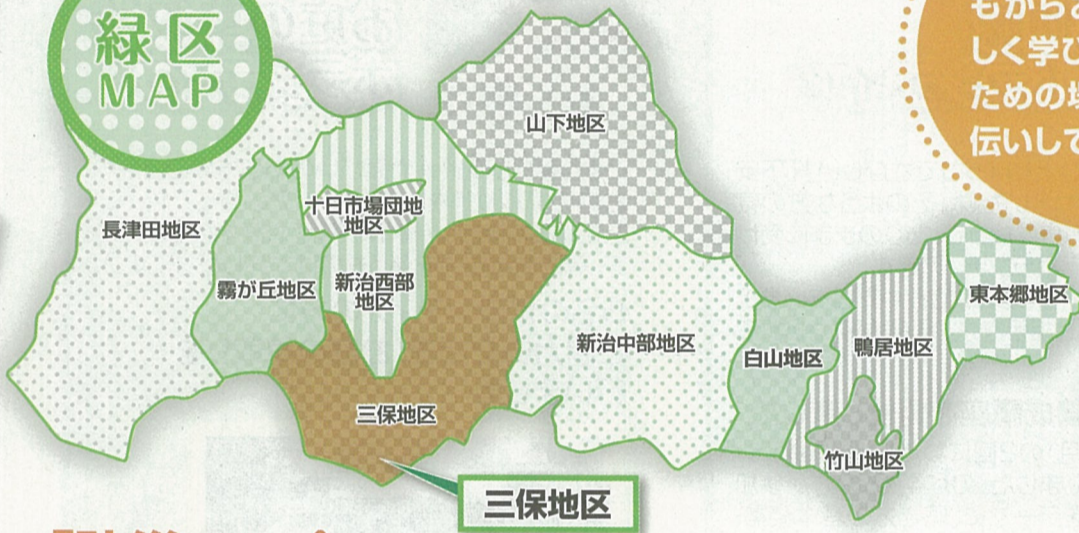 緑区
MAP
山下地区
十日市場団地
地区
長津田地区
霧が丘地区
新治西部
地区
東本郷地区
新治中部地区
白山地区
鴨居地区
三保地区
竹山地区
三保地区
しく学び
ための場
伝いして